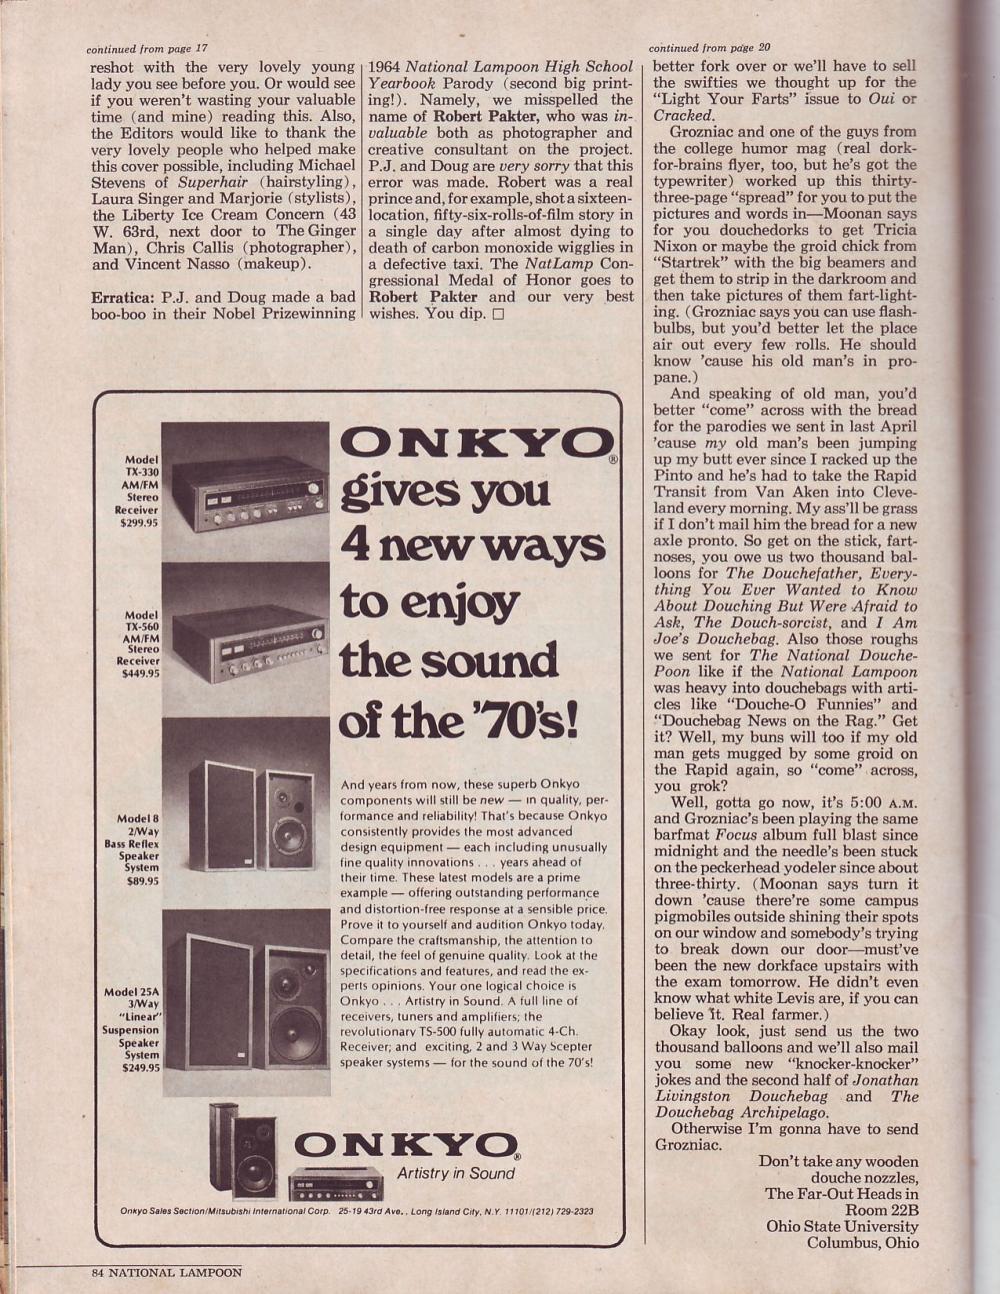 continued from page 17
reshot with the very lovely young
lady you see before you. Or would see
if you weren't wasting your valuable
time (and mine) reading this. Also,
the Editors would like to thank the
very lovely people who helped make
this cover possible, including Michael
Stevens of Superhair (hairstyling),
Laura Singer and Marjorie (stylists),
the Liberty Ice Cream Concern (43
W. 63rd, next door to The Ginger
Man), Chris Callis (photographer),
and Vincent Nasso (makeup).
Erratica: P.J. and Doug made a bad
boo-boo in their Nobel Prizewinning
1964 National Lampoon High School
Yearbook Parody (second big print-
ing!). Namely, we misspelled the
name of Robert Pakter, who was in-
valuable both as photographer and
creative consultant on the project.
P.J. and Doug are very sorry that this
error was made. Robert was a real
prince and, for example, shot a sixteen-
location, fifty-six-rolls-of-film story in
a single day after almost dying to
death of carbon monoxide wigglies in
a defective taxi. The NatLamp Con-
gressional Medal of Honor goes to
Robert Pakter and our very best
wishes. You dip. □
Model
TX-330
AM/FM
Stereo
Receiver
$299.95
Model
TX-560
AM/FM
Stereo
Receiver
$449.95
Model 8
2/Way
Bass Reflex
Speaker
System
$89.95
Model 25A
3/Way
"Linear"
Suspension
Speaker
System
$249.95
ONKYO®
gives you
4 new ways
to enjoy
the sound
of the '70's!
And years from now, these superb Onkyo
components will still be new — in quality, per-
formance and reliability! That's because Onkyo
consistently provides the most advanced
design equipment — each including unusually
fine quality innovations . . . years ahead of
their time. These latest models are a prime
example — offering outstanding performance
and distortion-free response at a sensible price.
Prove it to yourself and audition Onkyo today.
Compare the craftsmanship, the attention to
detail, the feel of genuine quality. Look at the
specifications and features, and read the ex-
perts opinions. Your one logical choice is
Onkyo . . . Artistry in Sound. A full line of
receivers, tuners and amplifiers; the
revolutionary TS-500 fully automatic 4-Ch.
Receiver; and exciting, 2 and 3 Way Scepter
speaker systems — for the sound of the 70's!
ONKYO®
Artistry in Sound
Onkyo Sales Section/Mitsubishi International Corp. 25-19 43rd Ave., Long Island City, N.Y. 11101/(212) 729-2323
continued from page 20
better fork over or we'll have to sell
the swifties we thought up for the
"Light Your Farts" issue to Oui or
Cracked.
Grozniac and one of the guys from
the college humor mag (real dork-
for-brains flyer, too, but he's got the
typewriter) worked up this thirty-
three-page "spread" for you to put the
pictures and words in—Moonan says
for you douchedorks to get Tricia
Nixon or maybe the groid chick from
"Startrek" with the big beamers and
get them to strip in the darkroom and
then take pictures of them fart-light-
ing. (Grozniac says you can use flash-
bulbs, but you'd better let the place
air out every few rolls. He should
know 'cause his old man's in pro-
pane.)
And speaking of old man, you'd
better "come" across with the bread
for the parodies we sent in last April
'cause my old man's been jumping
up my butt ever since I racked up the
Pinto and he's had to take the Rapid
Transit from Van Aken into Cleve-
land every morning. My ass'll be grass
if I don't mail him the bread for a new
axle pronto. So get on the stick, fart-
noses, you owe us two thousand bal-
loons for The Douchefather, Every-
thing You Ever Wanted to Know
About Douching But Were Afraid to
Ask, The Douch-sorcist, and I Am
Joe's Douchebag. Also those roughs
we sent for The National Douche-
Poon like if the National Lampoon
was heavy into douchebags with arti-
cles like "Douche-O Funnies" and
"Douchebag News on the Rag." Get
it? Well, my buns will too if my old
man gets mugged by some groid on
the Rapid again, so "come" across,
you grok?
Well, gotta go now, it's 5:00 A.M.
and Grozniac's been playing the same
barfmat Focus album full blast since
midnight and the needle's been stuck
on the peckerhead yodeler since about
three-thirty. (Moonan says turn it
down 'cause there're some campus
pigmobiles outside shining their spots
on our window and somebody's trying
to break down our door—must've
been the new dorkface upstairs with
the exam tomorrow. He didn't even
know what white Levis are, if you can
believe it. Real farmer.)
Okay look, just send us the two
thousand balloons and we'll also mail
you some new "knocker-knocker"
jokes and the second half of Jonathan
Livingston Douchebag and The
Douchebag Archipelago.
Otherwise I'm gonna have to send
Grozniac.
Don't take any wooden
douche nozzles,
The Far-Out Heads in
Room 22B
Ohio State University
Columbus, Ohio
84 NATIONAL LAMPOON